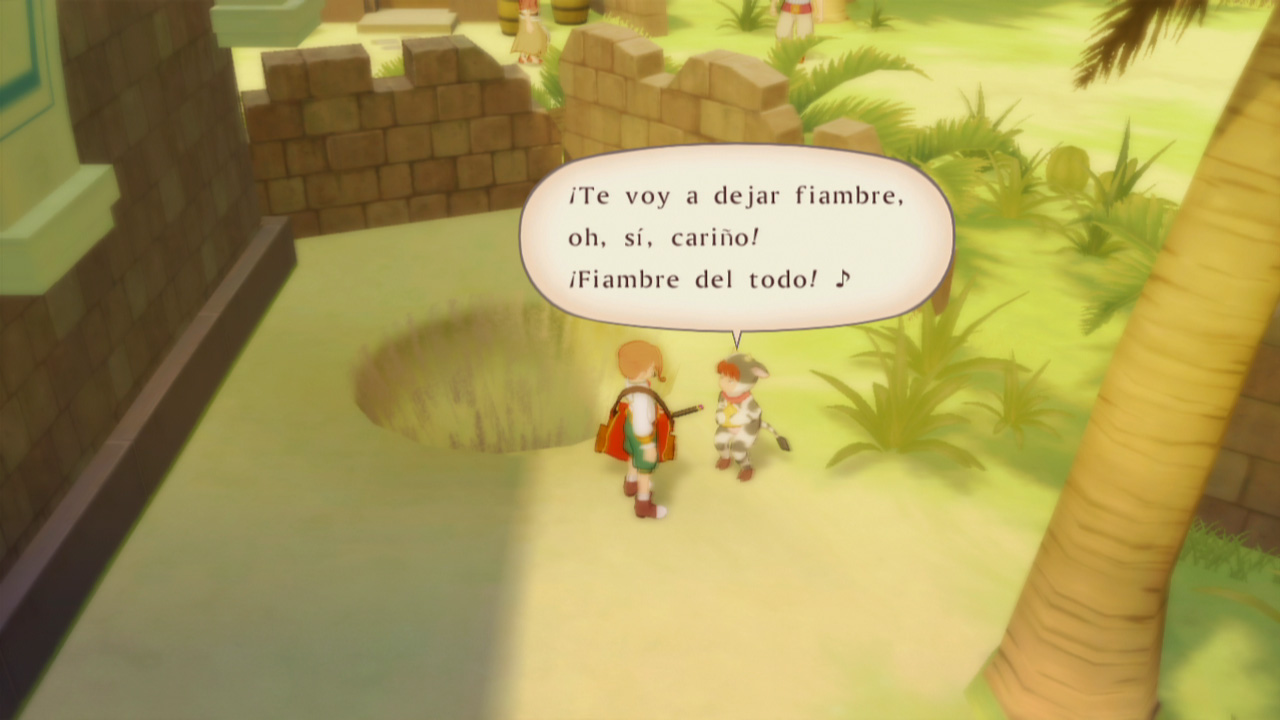 ¡Te voy a dejar fiambre,
oh, sí, cariño!
¡Fiambre del todo! ♪